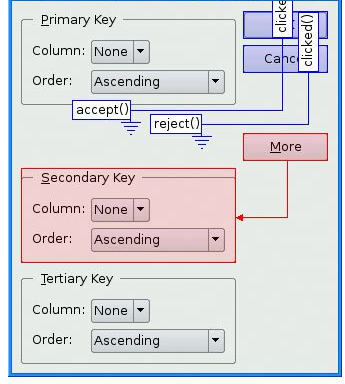 Primary Key
clicked()
Column: None
Cancel
Order: Ascending
accept()
reject()
More
Secondary Key
Column: None
Order: Ascending
Tertiary Key
Column: None
Order: Ascending